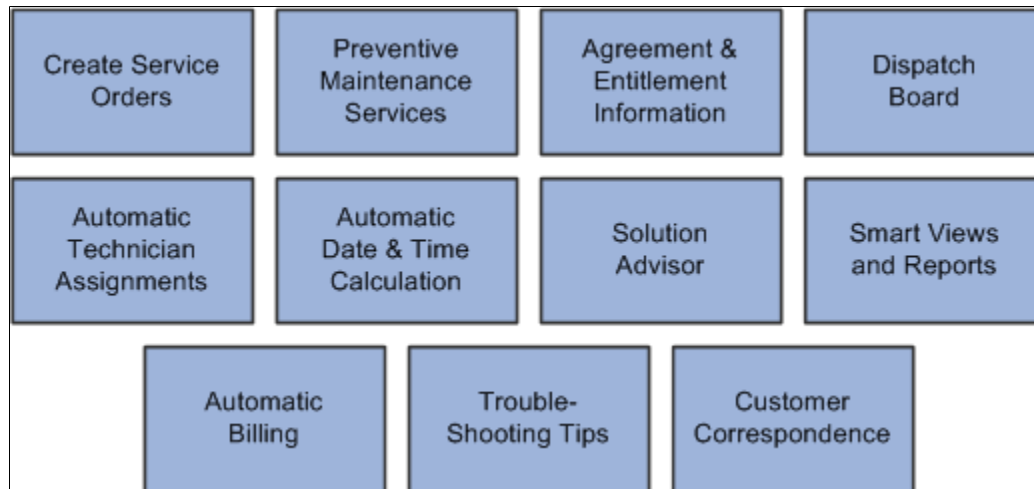 Create Service
Orders
Preventive
Maintenance
Services
Agreement &
Entitlement
Information
Dispatch
Board
Automatic
Technician
Assignments
Automatic
Date & Time
Calculation
Solution
Advisor
Smart Views
and Reports
Automatic
Billing
Trouble-
Shooting Tips
Customer
Correspondence